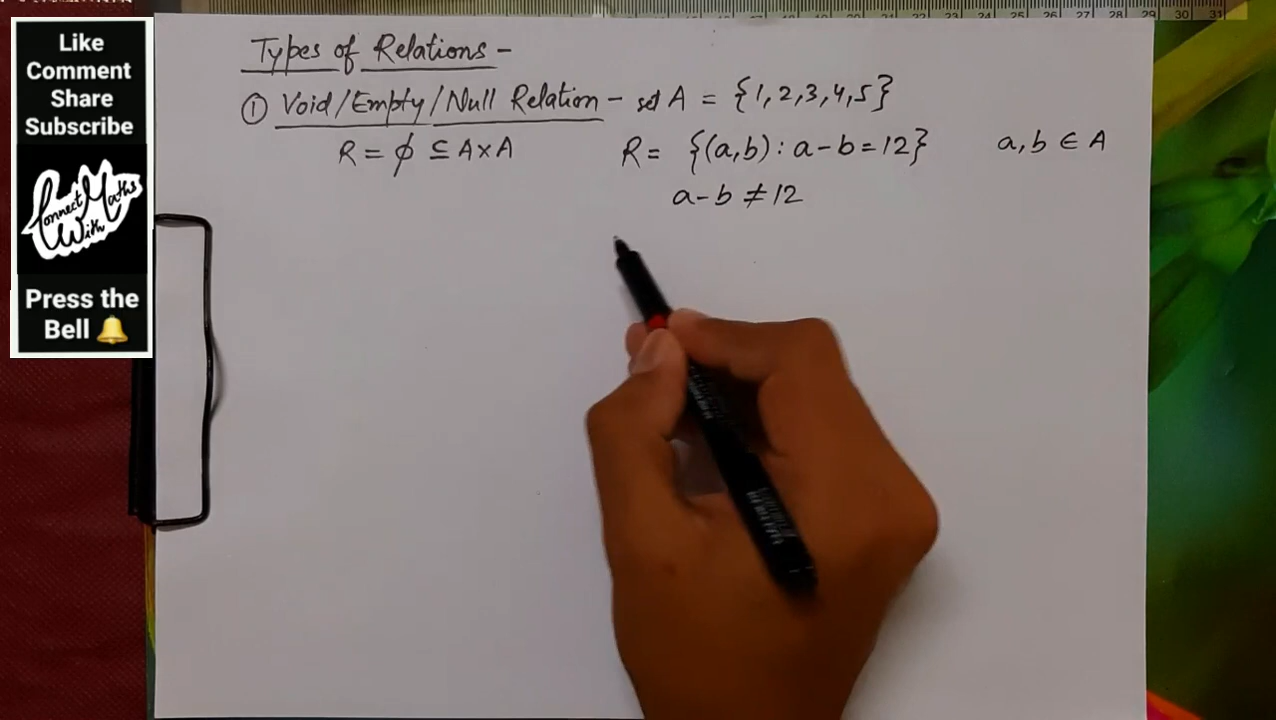 Like
Comment
Share
Subscribe
Connect
With Maths
Press the
Bell 🔔
Types of Relations -
① Void/Empty/Null Relation - set A = {1,2,3,4,5}
R = ϕ ⊆ A×A R = {(a,b) : a-b=12} a,b ∈ A
a-b ≠ 12